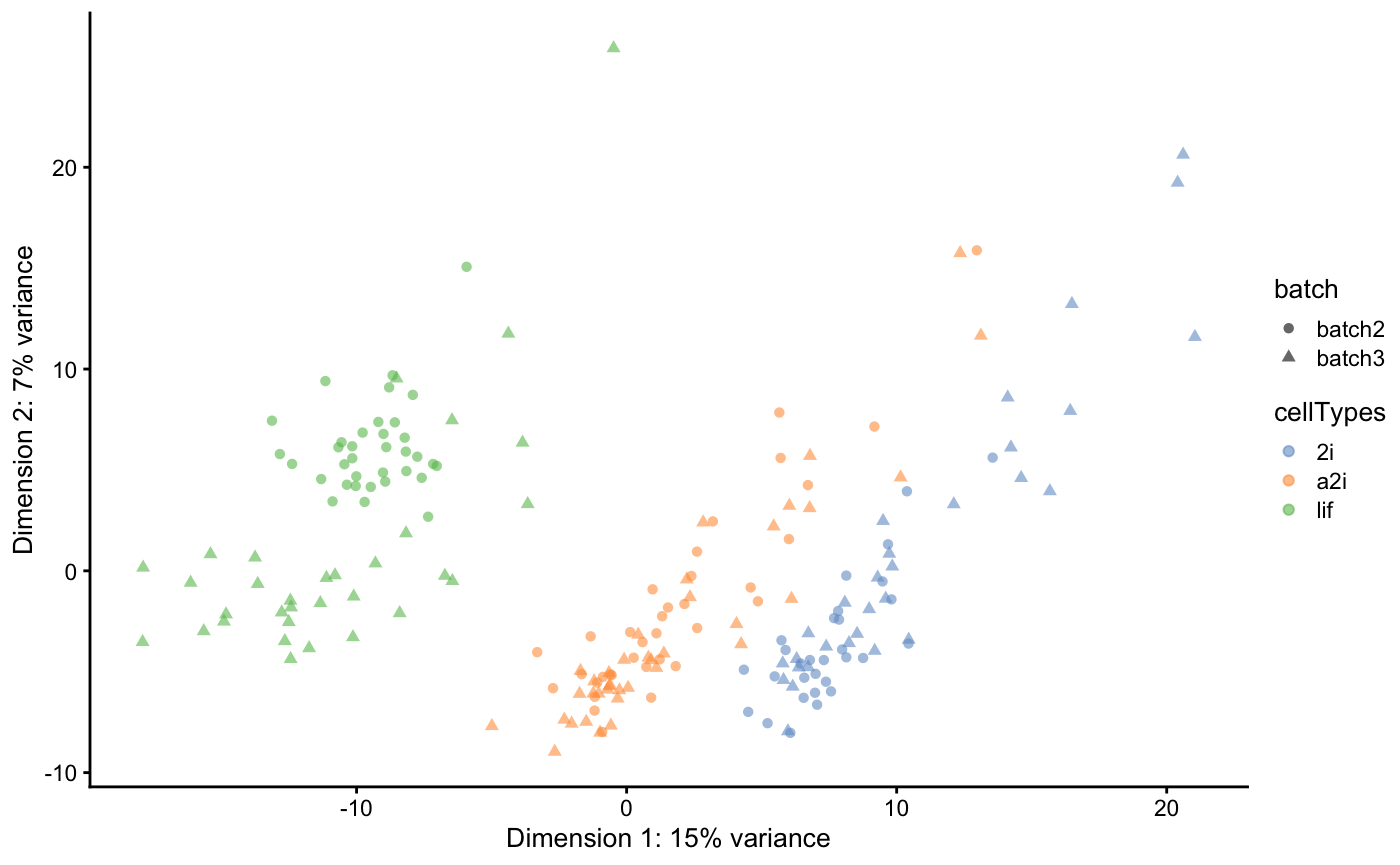 20
10
0
-10
Dimension 2: 7% variance
-10
0
10
20
Dimension 1: 15% variance
batch
batch2
batch3
cellTypes
2i
a2i
lif